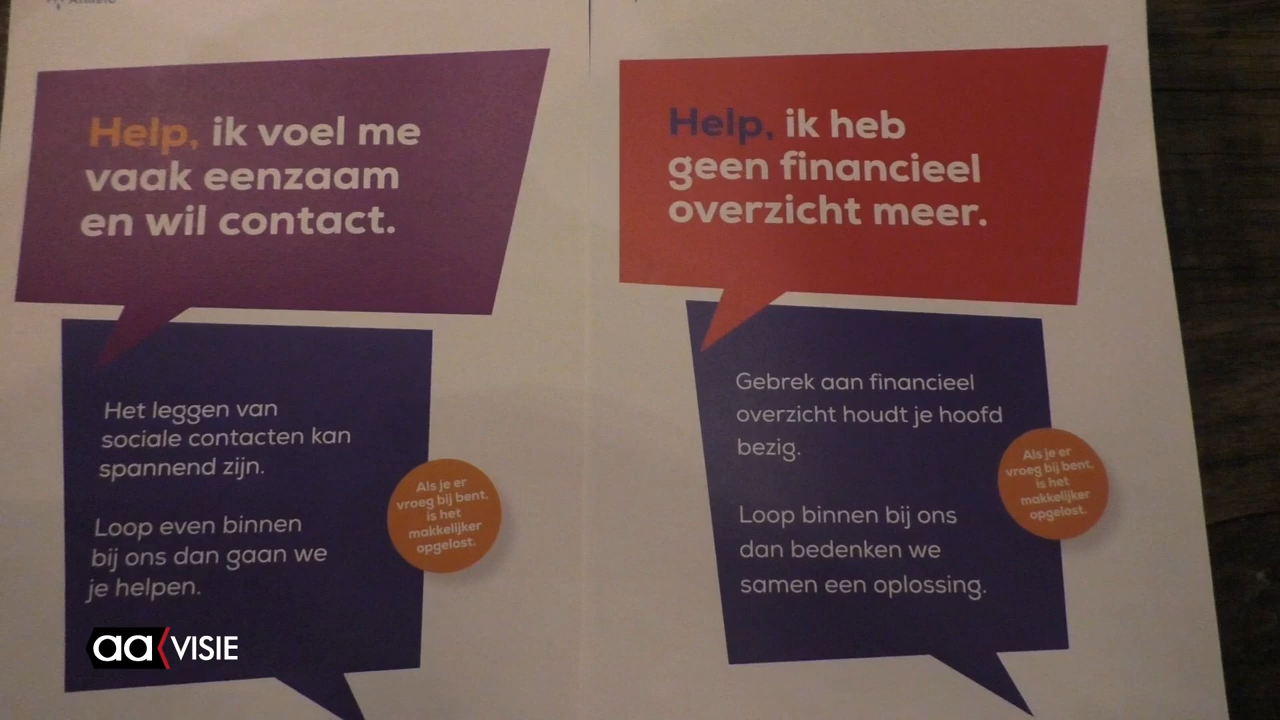 Help, ik voel me
vaak eenzaam
en wil contact.
Het leggen van
sociale contacten kan
spannend zijn.
Loop even binnen
bij ons dan gaan we
je helpen.
Als je er
vroeg bij bent,
is het
makkelijker
opgelost.
Help, ik heb
geen financieel
overzicht meer.
Gebrek aan financieel
overzicht houdt je hoofd
bezig.
Loop binnen bij ons
dan bedenken we
samen een oplossing.
Als je er
vroeg bij bent,
is het
makkelijker
opgelost.
aa VISIE